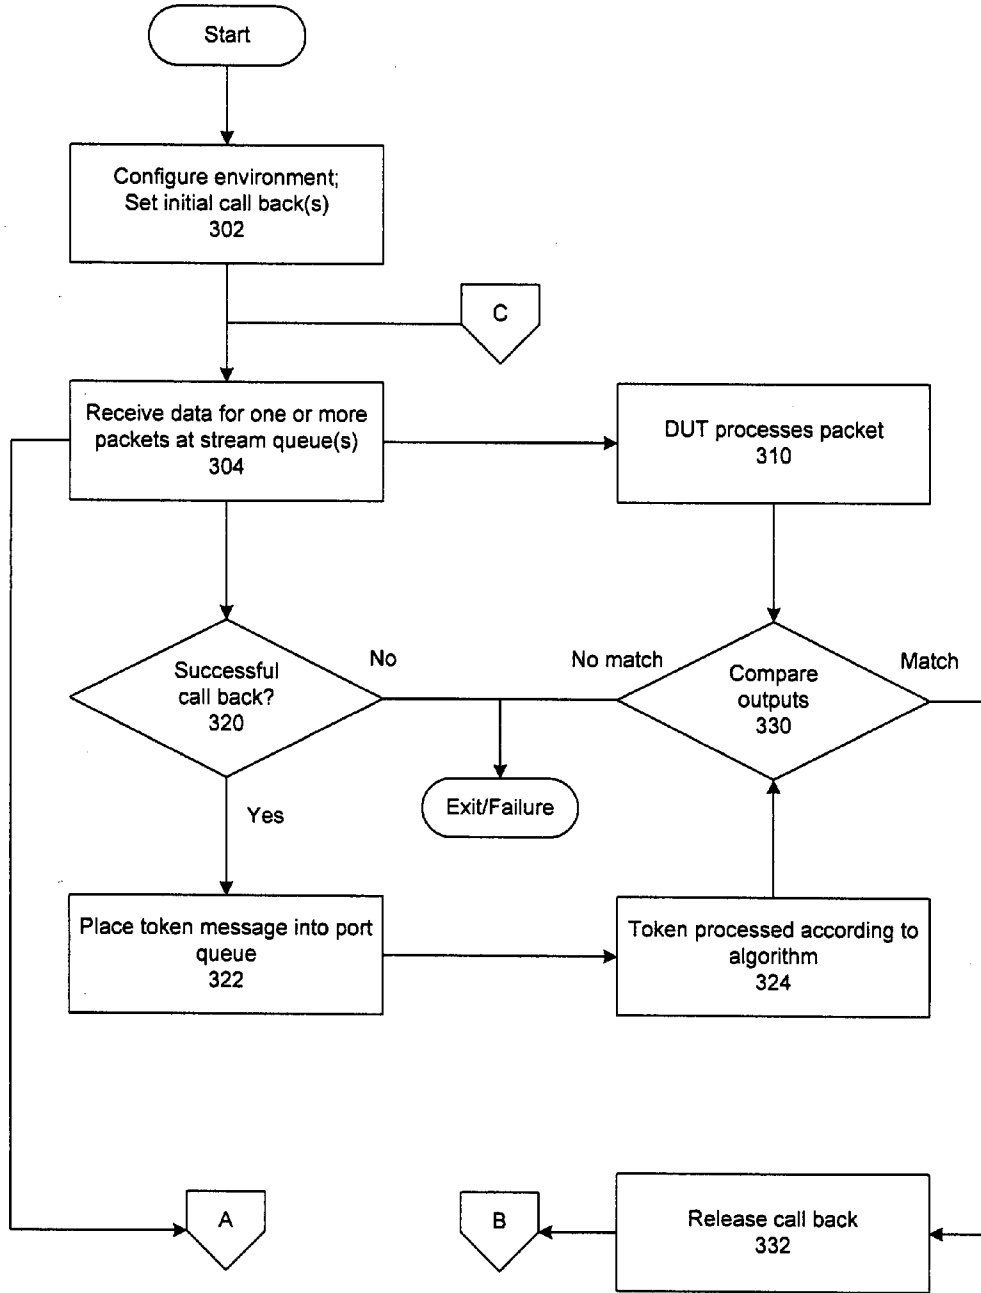 Start
Configure environment;
Set initial call back(s)
302
C
Receive data for one or more
packets at stream queue(s)
304
DUT processes packet
310
Successful
call back?
320
No
No match
Compare
outputs
330
Match
Exit/Failure
Yes
Place token message into port
queue
322
Token processed according to
algorithm
324
A
B
Release call back
332